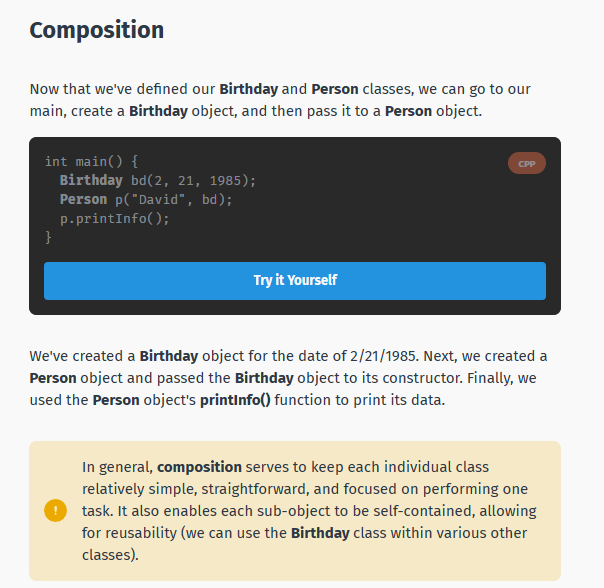 Composition
Now that we've defined our Birthday and Person classes, we can go to our
main, create a Birthday object, and then pass it to a Person object.
int main() {
CPP
Birthday bd(2, 21, 1985);
Person p("David", bd);
p.printInfo();
}
Try it Yourself
We've created a Birthday object for the date of 2/21/1985. Next, we created a
Person object and passed the Birthday object to its constructor. Finally, we
used the Person object's printInfo() function to print its data.
In general, composition serves to keep each individual class
relatively simple, straightforward, and focused on performing one
task. It also enables each sub-object to be self-contained, allowing
for reusability (we can use the Birthday class within various other
classes).